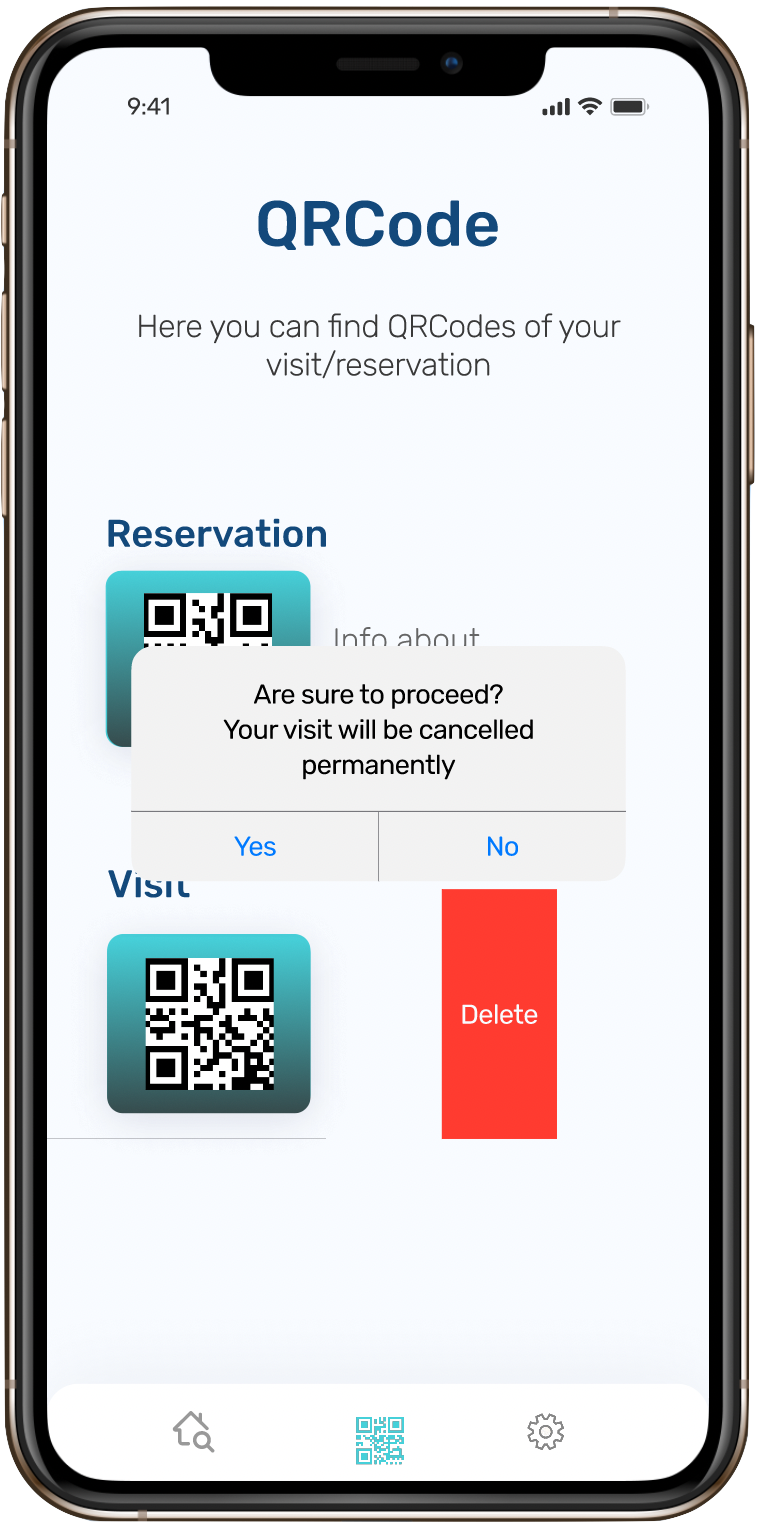 9:41
QRCode
Here you can find QRCodes of your
visit/reservation
Reservation
Info about
Are sure to proceed?
Your visit will be cancelled
permanently
Yes
No
Visit
Delete